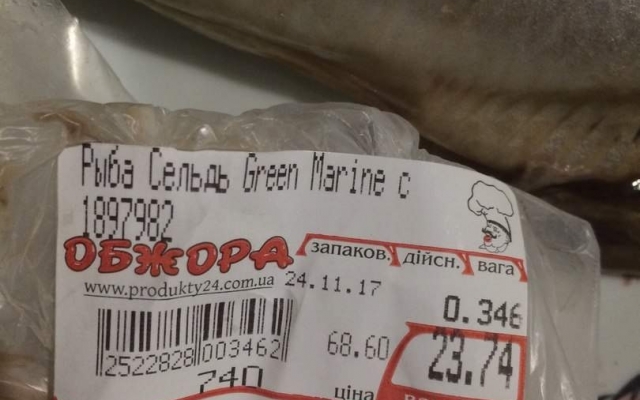 Рыба Сельдь Green Marine с
1897982
ОБЖОРА
запаков. дійсн. вага
www.produkty24.com.ua
24.11.17
0.346
2522828 003462
68.60
23.74
740
ціна